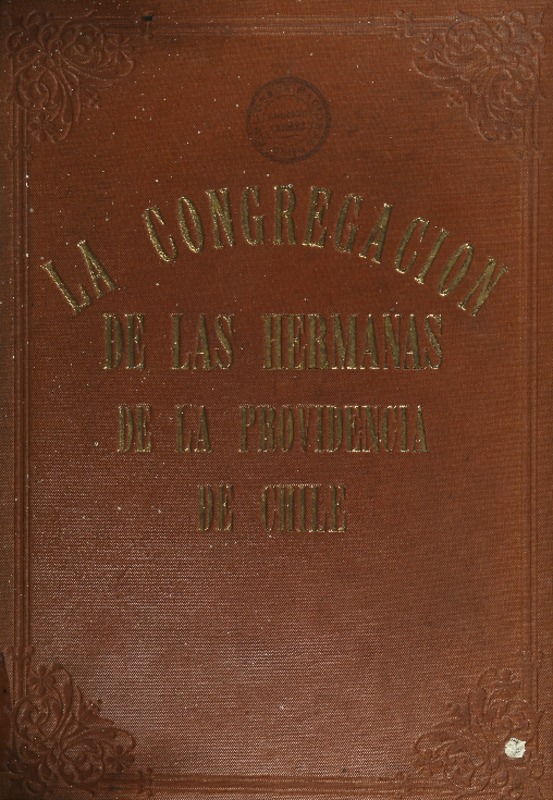 LA CONGREGACION
DE LAS HERMANAS
DE LA PROVIDENCIA
DE CHILE